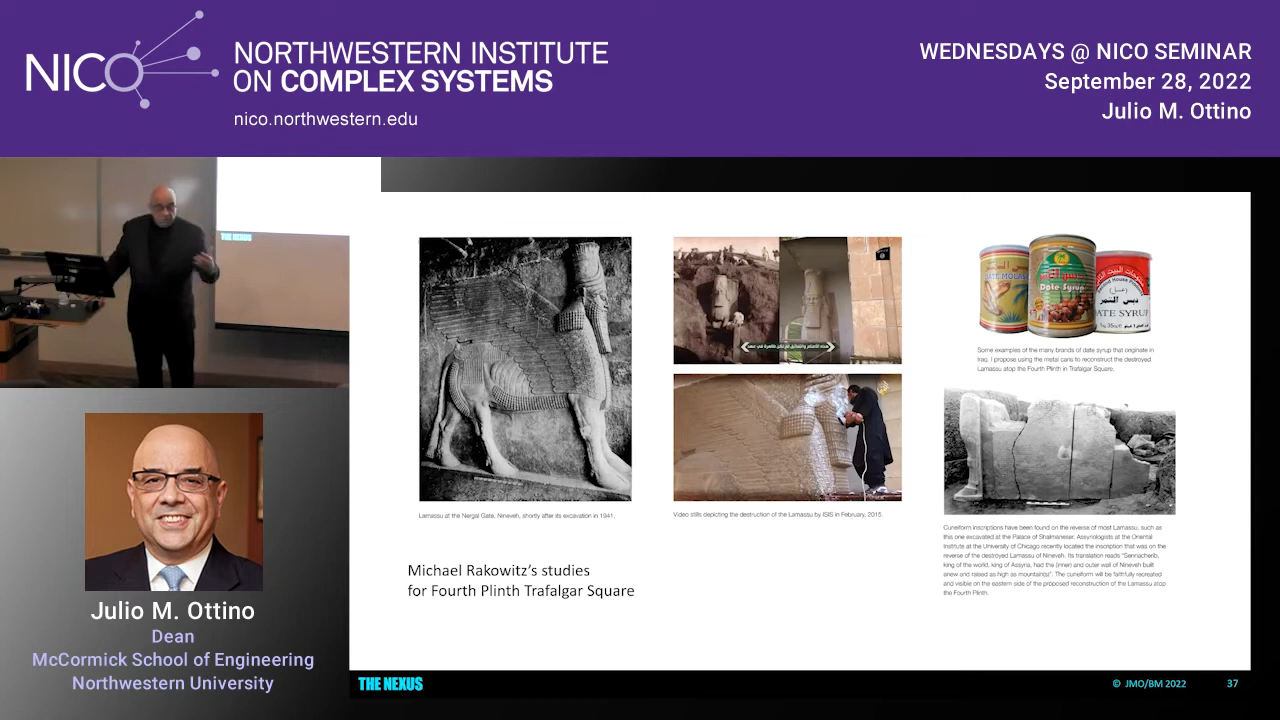 NICO
NORTHWESTERN INSTITUTE
ON COMPLEX SYSTEMS
nico.northwestern.edu
WEDNESDAYS @ NICO SEMINAR
September 28, 2022
Julio M. Ottino
THE NEXUS
Julio M. Ottino
Dean
McCormick School of Engineering
Northwestern University
Lamassu at the Nergal Gate, Nineveh, shortly after its excavation in 1941.
Michael Rakowitz's studies
for Fourth Plinth Trafalgar Square
Video stills depicting the destruction of the Lamassu by ISIS in February, 2015.
DATE MOLAS
Date Syrup
دبس التمر
DATE SYRUP
Some examples of the many brands of date syrup that originate in
Iraq. I propose using the metal cans to reconstruct the destroyed
Lamassu atop the Fourth Plinth in Trafalgar Square.
Cuneiform inscriptions have been found on the reverse of most Lamassu, such as
this one excavated at the Palace of Shalmaneser. Assyriologists at the Oriental
Institute at the University of Chicago recently located the inscription that was on the
reverse of the destroyed Lamassu of Nineveh. Its translation reads "Sennacherib,
king of the world, king of Assyria, had the (inner) and outer wall of Nineveh built
anew and raised as high as mountain(s)". The cuneiform will be faithfully recreated
and visible on the eastern side of the proposed reconstruction of the Lamassu atop
the Fourth Plinth.
THE NEXUS
© JMO/BM 2022
37